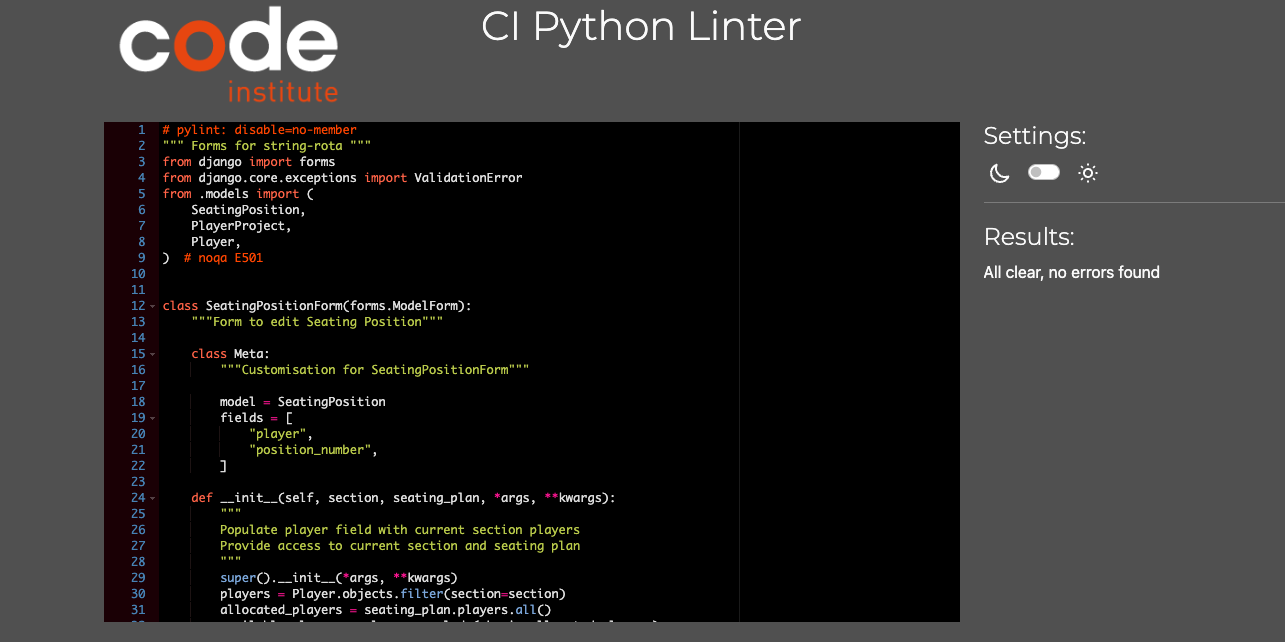 code
institute
CI Python Linter
1 # pylint: disable=no-member
2 """ Forms for string-rota """
3 from django import forms
4 from django.core.exceptions import ValidationError
5 from .models import (
6     SeatingPosition,
7     PlayerProject,
8     Player,
9 )  # noqa E501
10
11
12 class SeatingPositionForm(forms.ModelForm):
13     """Form to edit Seating Position"""
14
15     class Meta:
16         """Customisation for SeatingPositionForm"""
17
18         model = SeatingPosition
19         fields = [
20             "player",
21             "position_number",
22         ]
23
24     def __init__(self, section, seating_plan, *args, **kwargs):
25         """
26         Populate player field with current section players
27         Provide access to current section and seating plan
28         """
29         super().__init__(*args, **kwargs)
30         players = Player.objects.filter(section=section)
31         allocated_players = seating_plan.players.all()
Settings:
Results:
All clear, no errors found